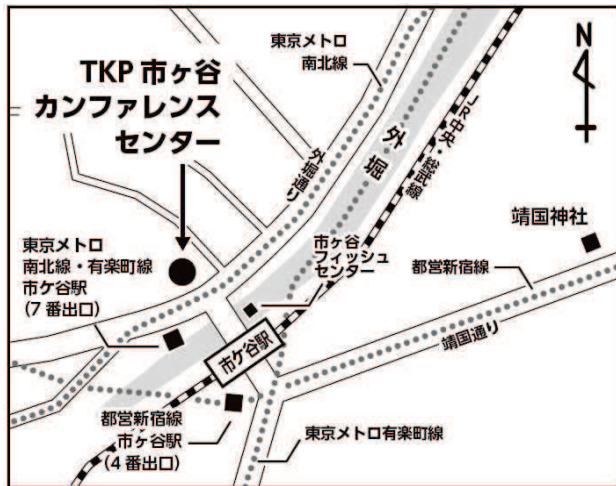 TKP 市ヶ谷
カンファレンス
センター
東京メトロ
南北線
N
外堀
JR中央・総武線
外堀通り
靖国神社
市ヶ谷
フィッシュ
センター
都営新宿線
東京メトロ
南北線・有楽町線
市ケ谷駅
(7番出口)
市ケ谷駅
靖国通り
都営新宿線
市ケ谷駅
(4番出口)
東京メトロ有楽町線